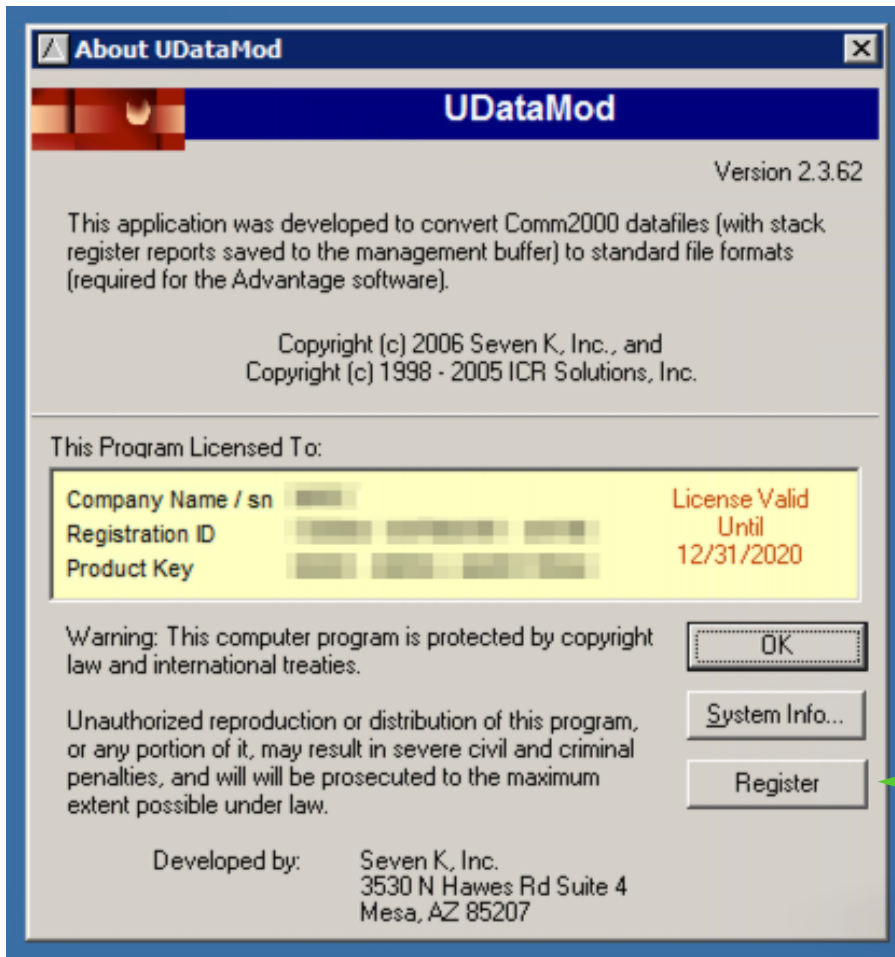 About UDataMod
UDataMod
Version 2.3.62
This application was developed to convert Comm2000 datafiles (with stack
register reports saved to the management buffer) to standard file formats
(required for the Advantage software).
Copyright (c) 2006 Seven K, Inc., and
Copyright (c) 1998 - 2005 ICR Solutions, Inc.
This Program Licensed To:
Company Name / sn
Registration ID
Product Key
License Valid
Until
12/31/2020
Warning: This computer program is protected by copyright
law and international treaties.
OK
Unauthorized reproduction or distribution of this program,
or any portion of it, may result in severe civil and criminal
penalties, and will will be prosecuted to the maximum
extent possible under law.
System Info...
Register
Developed by:
Seven K, Inc.
3530 N Hawes Rd Suite 4
Mesa, AZ 85207